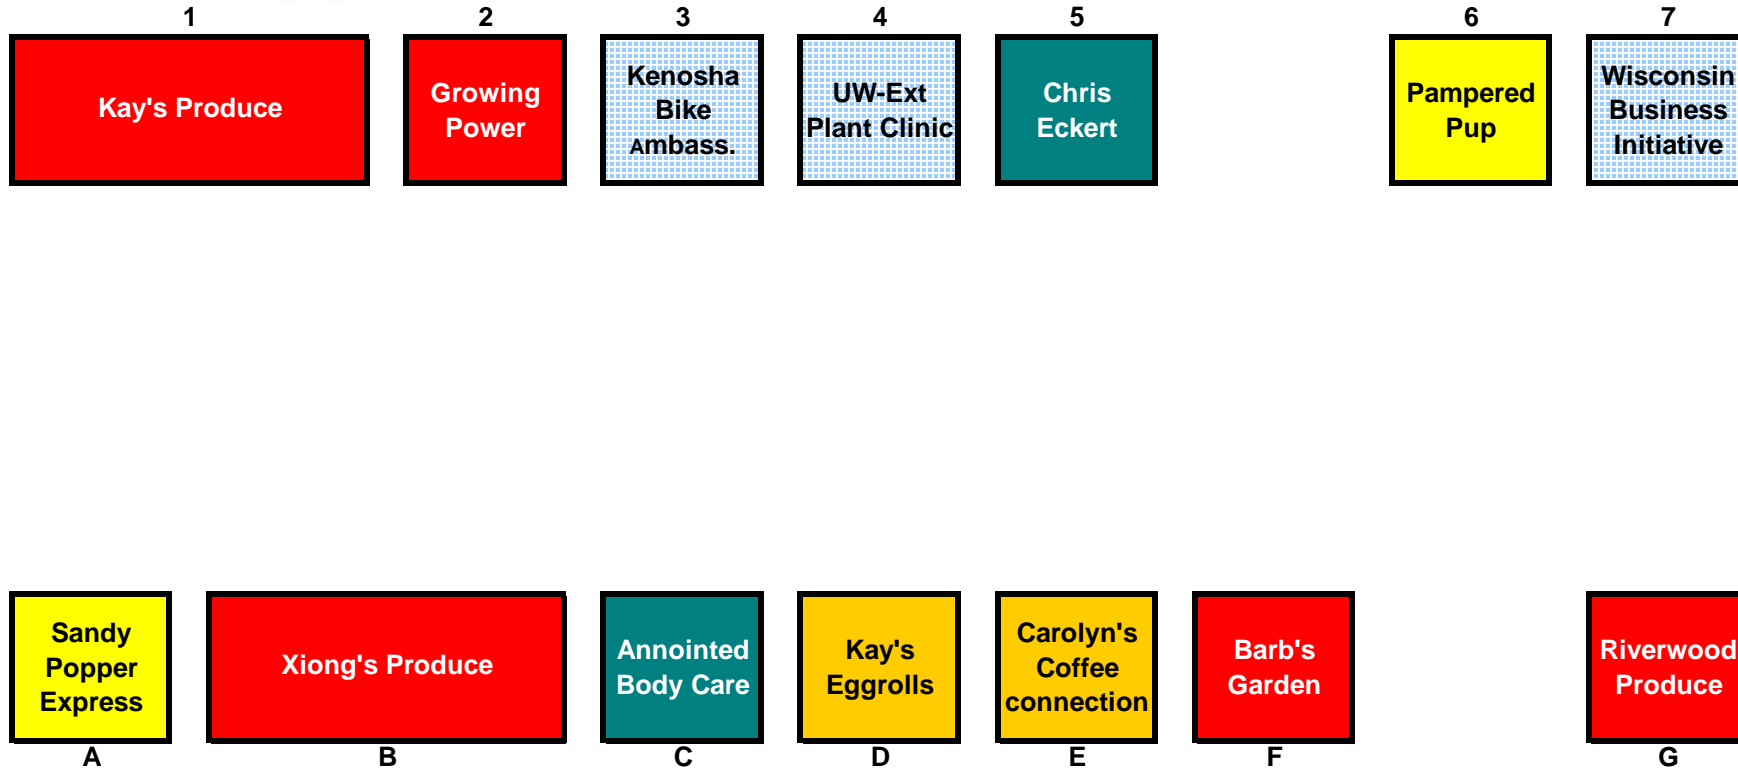 1 2 3 4 5 6 7
Kay's Produce
Growing
Power
Kenosha
Bike
Ambass.
UW-Ext
Plant Clinic
Chris
Eckert
Pampered
Pup
Wisconsin
Business
Initiative
Sandy
Popper
Express
Xiong's Produce
Annointed
Body Care
Kay's
Eggrolls
Carolyn's
Coffee
connection
Barb's
Garden
Riverwood
Produce
A B C D E F G